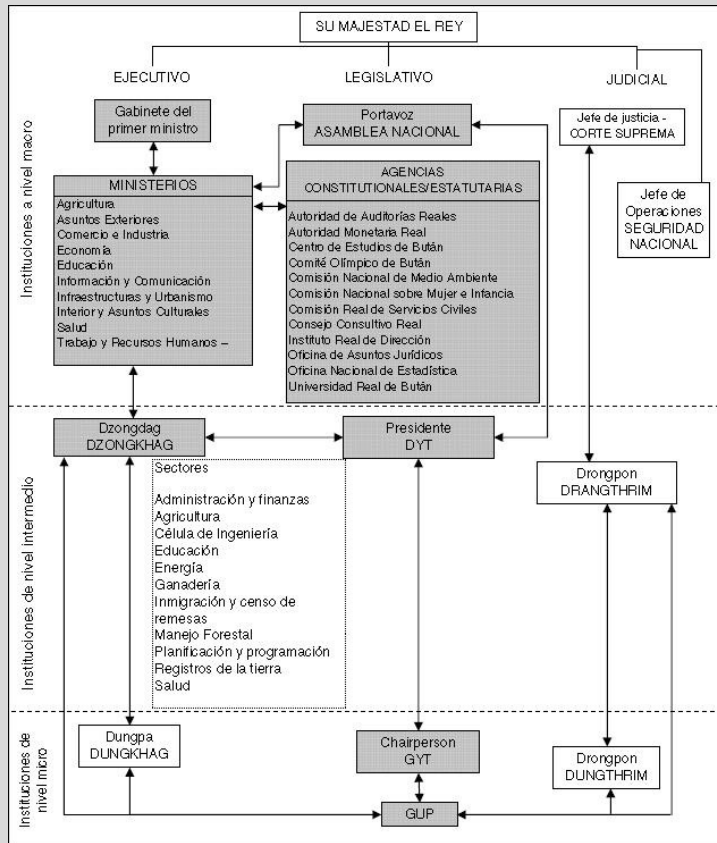 SU MAJESTAD EL REY
EJECUTIVO
LEGISLATIVO
JUDICIAL
Instituciones a nivel macro
Gabinete del
primer ministro
Portavoz
ASAMBLEA NACIONAL
Jefe de justicia -
CORTE SUPREMA
MINISTERIOS
Agricultura
Asuntos Exteriores
Comercio e Industria
Economía
Educación
Información y Comunicación
Infraestructuras y Urbanismo
Interior y Asuntos Culturales
Salud
Trabajo y Recursos Humanos –
AGENCIAS
CONSTITUTIONALES/ESTATUTARIAS
Autoridad de Auditorías Reales
Autoridad Monetaria Real
Centro de Estudios de Bután
Comité Olímpico de Bután
Comisión Nacional de Medio Ambiente
Comisión Nacional sobre Mujer e Infancia
Comisión Real de Servicios Civiles
Consejo Consultivo Real
Instituto Real de Dirección
Oficina de Asuntos Jurídicos
Oficina Nacional de Estadística
Universidad Real de Bután
Jefe de
Operaciones
SEGURIDAD
NACIONAL
Instituciones de nivel intermedio
Dzongdag
DZONGKHAG
Presidente
DYT
Sectores
Administración y finanzas
Agricultura
Célula de Ingeniería
Educación
Energía
Ganadería
Inmigración y censo de
remesas
Manejo Forestal
Planificación y programación
Registros de la tierra
Salud
Drongpon
DRANGTHRIM
Instituciones de
nivel micro
Dungpa
DUNGKHAG
Chairperson
GYT
Drongpon
DUNGTHRIM
GUP